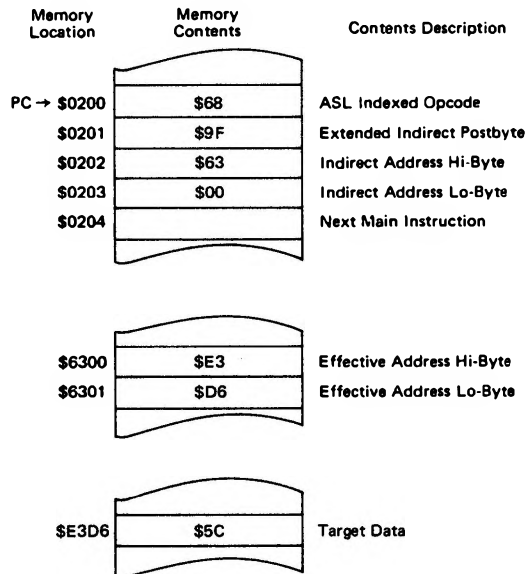 Memory Location Memory Contents Contents Description
PC → $0200 $68 ASL Indexed Opcode
$0201 $9F Extended Indirect Postbyte
$0202 $63 Indirect Address Hi-Byte
$0203 $00 Indirect Address Lo-Byte
$0204 Next Main Instruction
$6300 $E3 Effective Address Hi-Byte
$6301 $D6 Effective Address Lo-Byte
$E3D6 $5C Target Data